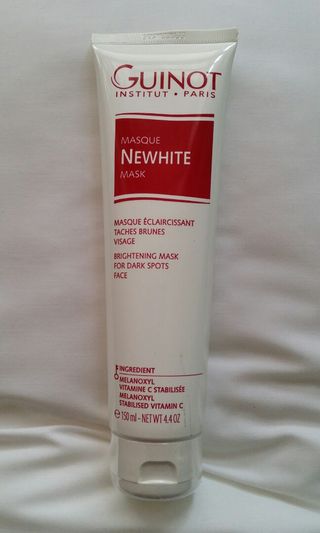 GUINOT
INSTITUT • PARIS
MASQUE
NEWHITE
MASK
MASQUE ÉCLAIRCISSANT
TACHES BRUNES
VISAGE
BRIGHTENING MASK
FOR DARK SPOTS
FACE
INGREDIENT
MELANOXYL
VITAMINE C STABILISÉE
MELANOXYL
STABILISED VITAMIN C
℮ 150 ml - NET WT 4.4 OZ